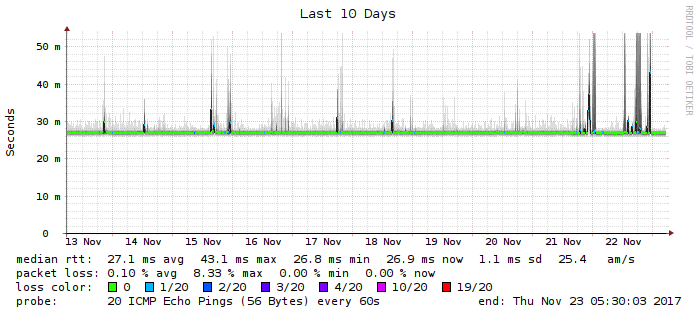 Last 10 Days
RRDTOOL / TOBI OETIKER
Seconds
50 m
40 m
30 m
20 m
10 m
0
13 Nov 14 Nov 15 Nov 16 Nov 17 Nov 18 Nov 19 Nov 20 Nov 21 Nov 22 Nov
median rtt: 27.1 ms avg 43.1 ms max 26.8 ms min 26.9 ms now 1.1 ms sd 25.4 am/s
packet loss: 0.10 % avg 8.33 % max 0.00 % min 0.00 % now
loss color: 0 1/20 2/20 3/20 4/20 10/20 19/20
probe: 20 ICMP Echo Pings (56 Bytes) every 60s end: Thu Nov 23 05:30:03 2017